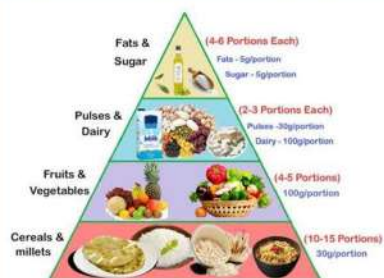 Fats &
Sugar
(4-6 Portions Each)
Fats - 5g/portion
Sugar - 5g/portion
Pulses &
Dairy
(2-3 Portions Each)
Pulses -30g/portion
Dairy - 100g/portion
Fruits &
Vegetables
(4-5 Portions)
100g/portion
Cereals &
millets
(10-15 Portions)
30g/portion